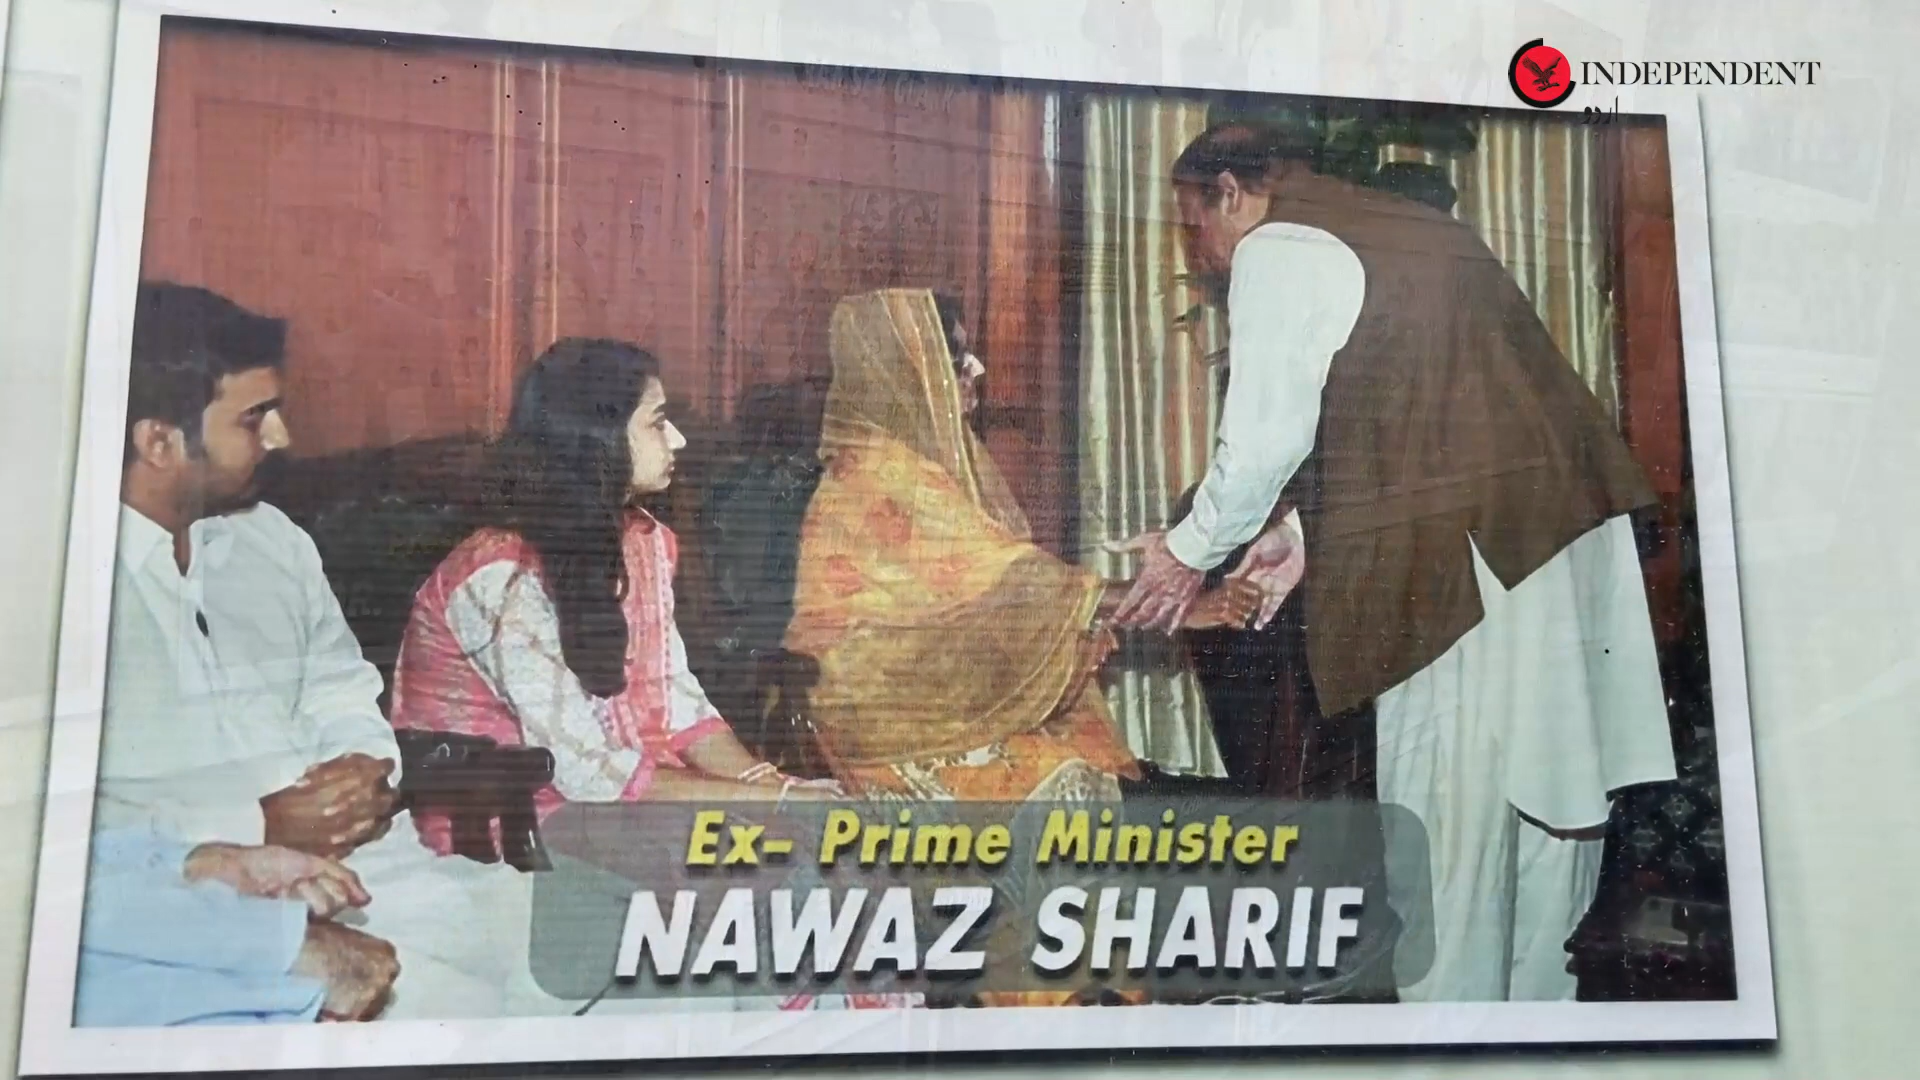 INDEPENDENT
اردو
Ex- Prime Minister
NAWAZ SHARIF